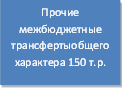 Прочие
межбюджетные
трансфертыобщего
характера 150 т.р.